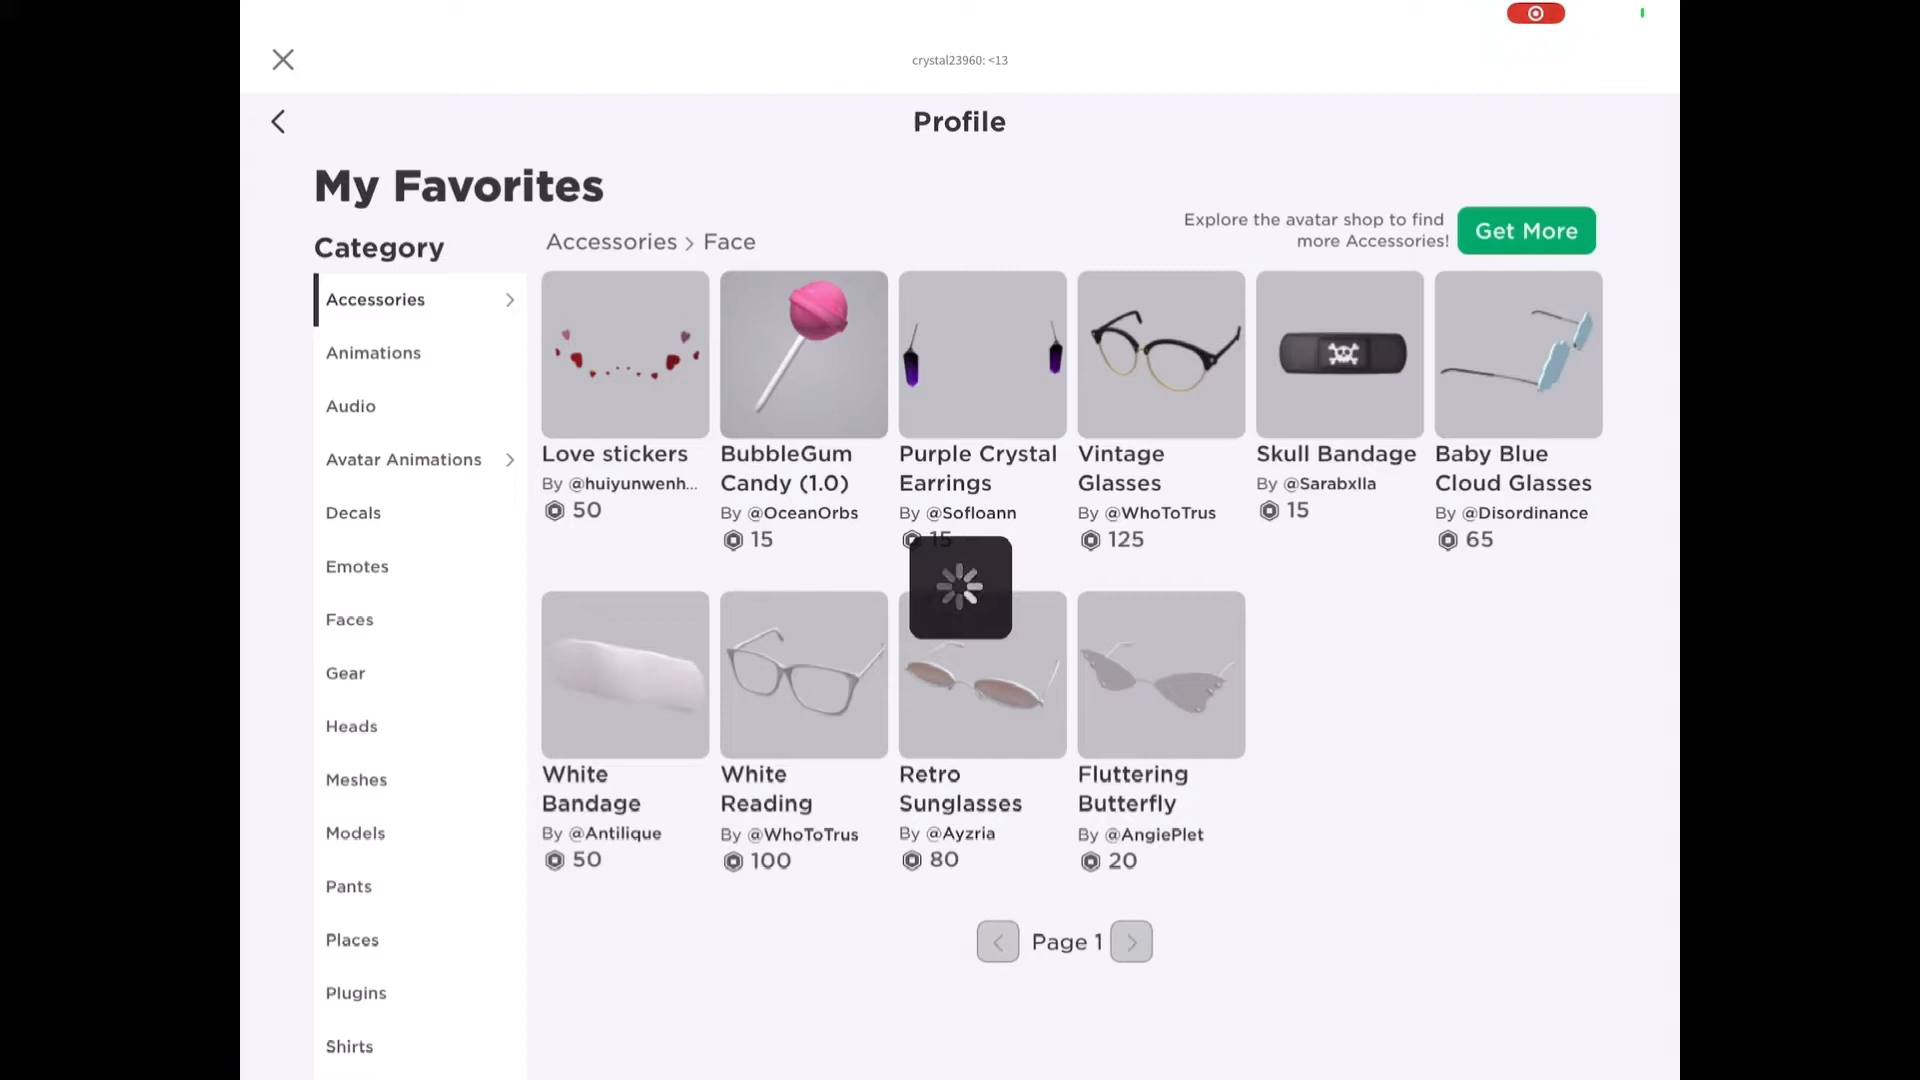 crystal23960: <13
Profile
My Favorites
Explore the avatar shop to find
more Accessories!
Get More
Category
Accessories > Face
Accessories
Animations
Audio
Avatar Animations
Decals
Emotes
Faces
Gear
Heads
Meshes
Models
Pants
Places
Plugins
Shirts
Love stickers
By @huiyunwenh...
50
BubbleGum
Candy (1.0)
By @OceanOrbs
15
Purple Crystal
Earrings
By @Sofloann
15
Vintage
Glasses
By @WhoToTrus
125
Skull Bandage
By @Sarabxlla
15
Baby Blue
Cloud Glasses
By @Disordinance
65
White
Bandage
By @Antilique
50
White
Reading
By @WhoToTrus
100
Retro
Sunglasses
By @Ayzria
80
Fluttering
Butterfly
By @AngiePlet
20
Page 1